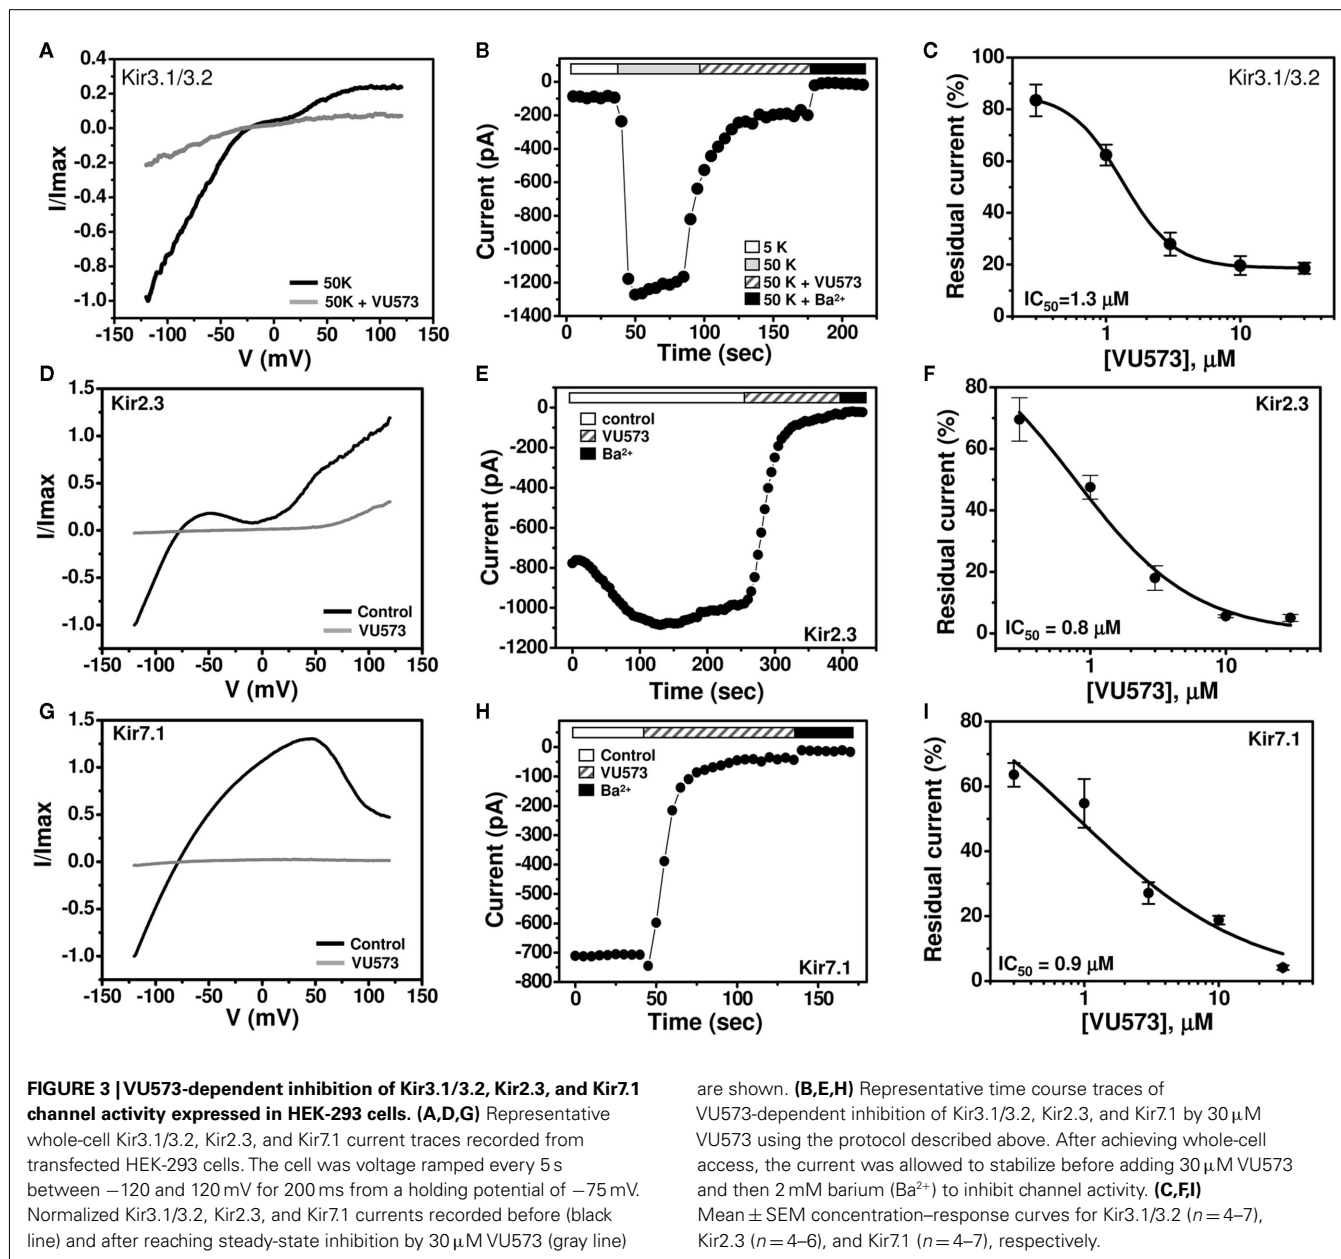 A
Kir3.1/3.2
0.4
0.2
0.0
-0.2
-0.4
-0.6
-0.8
-1.0
I/Imax
50K
50K + VU573
-150 -100 -50 0 50 100 150
V (mV)
B
0
-200
-400
-600
-800
-1000
-1200
-1400
Current (pA)
5 K
50 K
50 K + VU573
50 K + Ba²⁺
0 50 100 150 200
Time (sec)
C
Kir3.1/3.2
100
80
60
40
20
0
Residual current (%)
IC₅₀=1.3 μM
1 10
[VU573], μM
D
Kir2.3
1.5
1.0
0.5
0.0
-0.5
-1.0
I/Imax
Control
VU573
-150 -100 -50 0 50 100 150
V (mV)
E
0
-200
-400
-600
-800
-1000
-1200
Current (pA)
control
VU573
Ba²⁺
Kir2.3
0 100 200 300 400
Time (sec)
F
Kir2.3
80
60
40
20
0
Residual current (%)
IC₅₀ = 0.8 μM
1 10
[VU573], μM
G
Kir7.1
1.5
1.0
0.5
0.0
-0.5
-1.0
I/Imax
Control
VU573
-150 -100 -50 0 50 100 150
V (mV)
H
0
-100
-200
-300
-400
-500
-600
-700
-800
Current (pA)
Control
VU573
Ba²⁺
Kir7.1
0 50 100 150
Time (sec)
I
Kir7.1
80
60
40
20
0
Residual current (%)
IC₅₀ = 0.9 μM
1 10
[VU573], μM
FIGURE 3 | VU573-dependent inhibition of Kir3.1/3.2, Kir2.3, and Kir7.1
channel activity expressed in HEK-293 cells. (A,D,G) Representative
whole-cell Kir3.1/3.2, Kir2.3, and Kir7.1 current traces recorded from
transfected HEK-293 cells. The cell was voltage ramped every 5 s
between −120 and 120 mV for 200 ms from a holding potential of −75 mV.
Normalized Kir3.1/3.2, Kir2.3, and Kir7.1 currents recorded before (black
line) and after reaching steady-state inhibition by 30 μM VU573 (gray line)
are shown. (B,E,H) Representative time course traces of
VU573-dependent inhibition of Kir3.1/3.2, Kir2.3, and Kir7.1 by 30 μM
VU573 using the protocol described above. After achieving whole-cell
access, the current was allowed to stabilize before adding 30 μM VU573
and then 2 mM barium (Ba²⁺) to inhibit channel activity. (C,F,I)
Mean ± SEM concentration–response curves for Kir3.1/3.2 (n = 4–7),
Kir2.3 (n = 4–6), and Kir7.1 (n = 4–7), respectively.